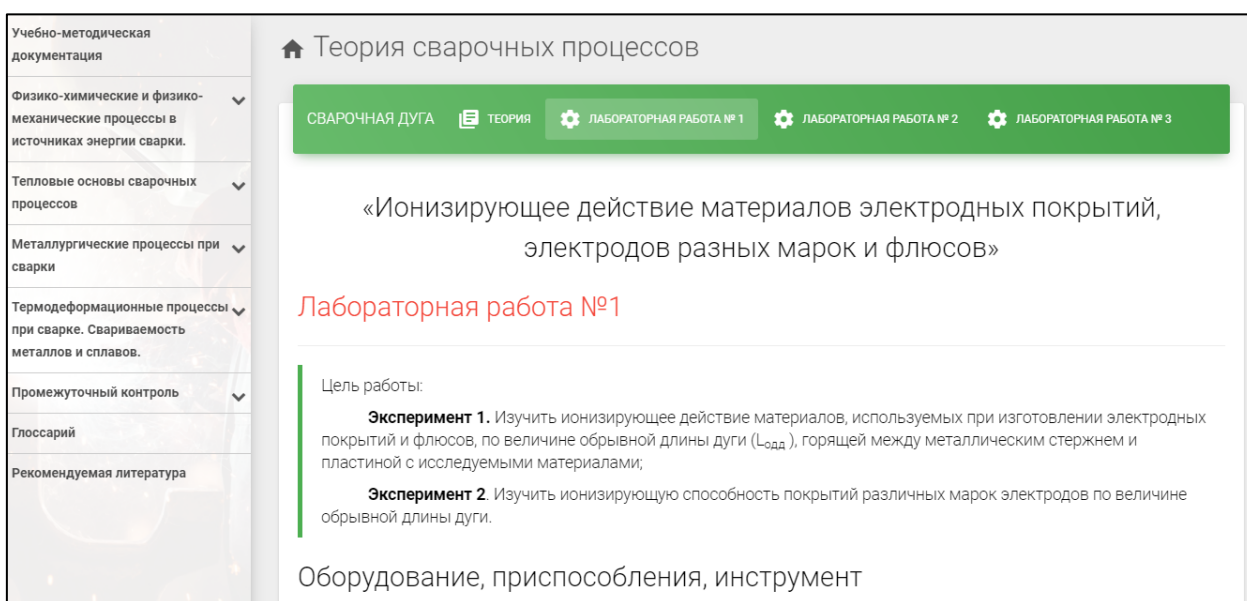 Учебно-методическая
документация
Физико-химические и физико-
механические процессы в
источниках энергии сварки.
Тепловые основы сварочных
процессов
Металлургические процессы при
сварки
Термодеформационные процессы
при сварке. Свариваемость
металлов и сплавов.
Промежуточный контроль
Глоссарий
Рекомендуемая литература
Теория сварочных процессов
СВАРОЧНАЯ ДУГА ТЕОРИЯ ЛАБОРАТОРНАЯ РАБОТА № 1 ЛАБОРАТОРНАЯ РАБОТА № 2 ЛАБОРАТОРНАЯ РАБОТА № 3
«Ионизирующее действие материалов электродных покрытий,
электродов разных марок и флюсов»
Лабораторная работа №1
Цель работы:
Эксперимент 1. Изучить ионизирующее действие материалов, используемых при изготовлении электродных
покрытий и флюсов, по величине обрывной длины дуги (Lодд ), горящей между металлическим стержнем и
пластиной с исследуемыми материалами;
Эксперимент 2. Изучить ионизирующую способность покрытий различных марок электродов по величине
обрывной длины дуги.
Оборудование, приспособления, инструмент